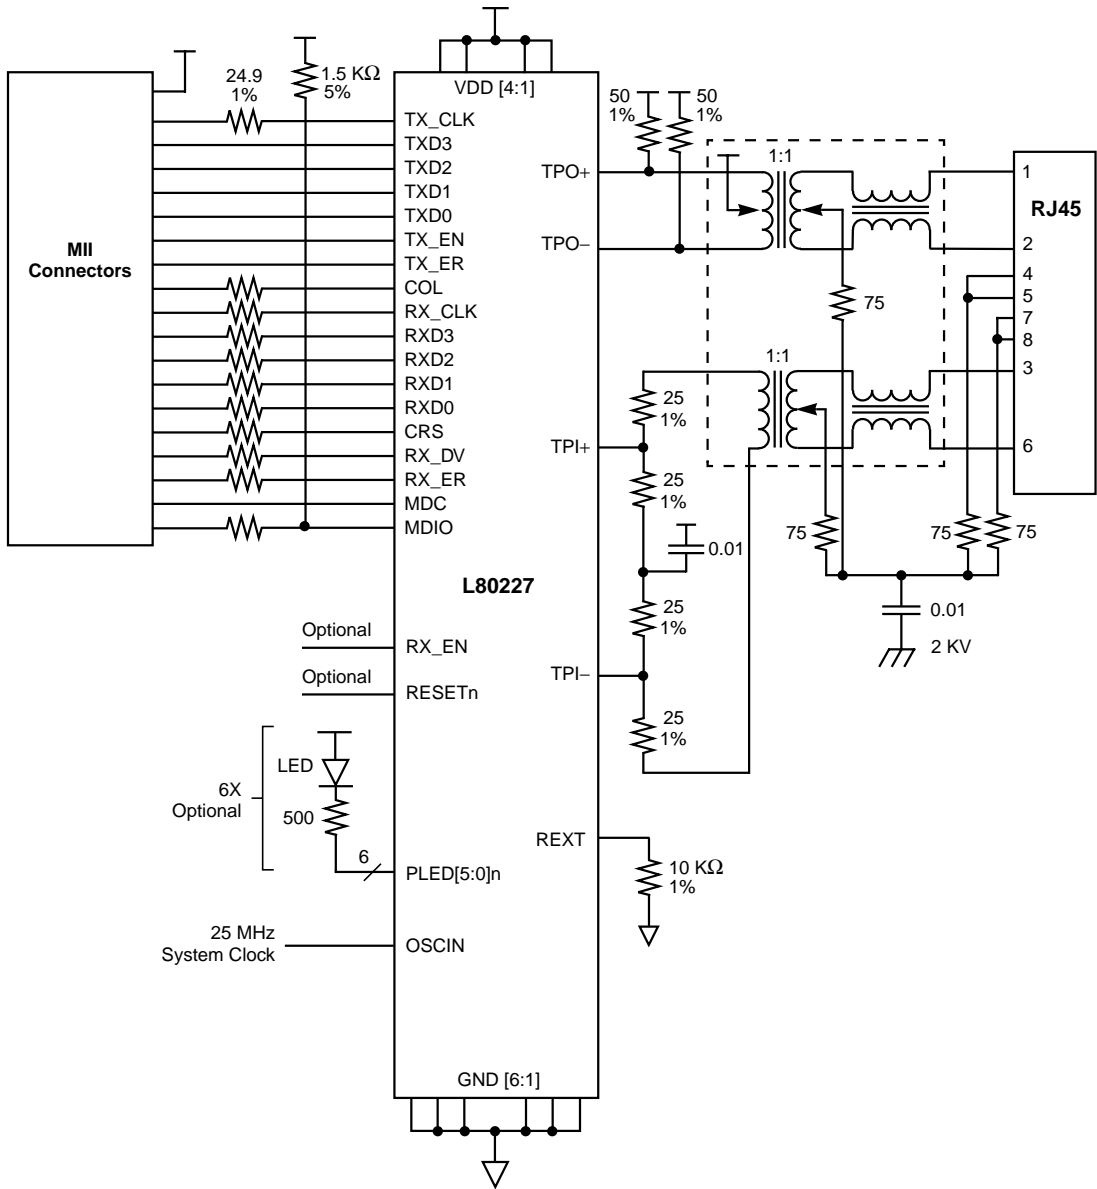 24.9
1%
1.5 KΩ
5%
VDD [4:1]
MII
Connectors
TX_CLK
TXD3
TXD2
TXD1
TXD0
TX_EN
TX_ER
COL
RX_CLK
RXD3
RXD2
RXD1
RXD0
CRS
RX_DV
RX_ER
MDC
MDIO
L80227
Optional
RX_EN
Optional
RESETn
6X
Optional
LED
500
6
PLED[5:0]n
25 MHz
System Clock
OSCIN
GND [6:1]
TPO+
TPO−
TPI+
TPI−
REXT
50
1%
50
1%
1:1
75
1:1
25
1%
25
1%
0.01
25
1%
25
1%
10 KΩ
1%
RJ45
1
2
4
5
7
8
3
6
75
75
75
0.01
2 KV